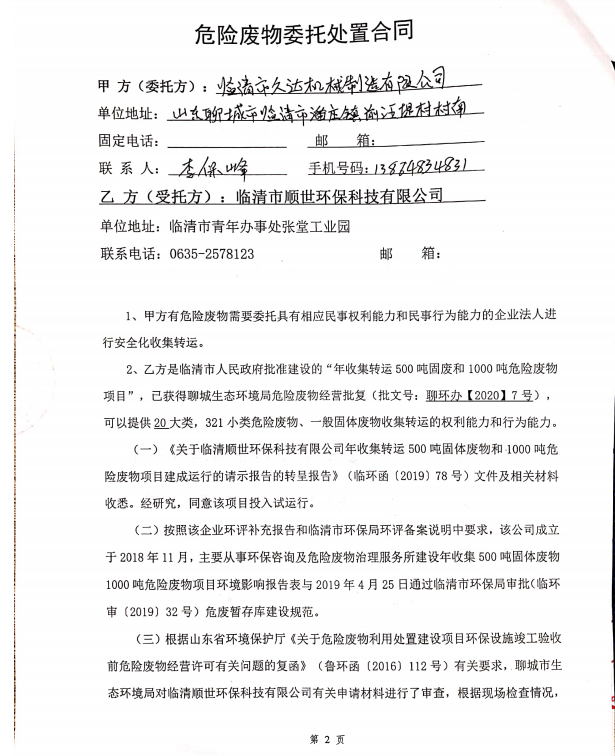 危险废物委托处置合同
甲 方（委托方）：临清市久达机械制造有限公司
单位地址：山东聊城市临清市潘庄镇前汪堤村村南
固定电话： 邮 箱：
联 系 人：李保峰 手机号码：13864834831
乙 方（受托方）：临清市顺世环保科技有限公司
单位地址：临清市青年办事处张堂工业园
联系电话：0635-2578123 邮 箱：
1、甲方有危险废物需要委托具有相应民事权利能力和民事行为能力的企业法人进
行安全化收集转运。
2、乙方是临清市人民政府批准建设的“年收集转运 500 吨固废和 1000 吨危险废物
项目”，已获得聊城生态环境局危险废物经营批复（批文号：聊环办【2020】7 号），
可以提供 20 大类，321 小类危险废物、一般固体废物收集转运的权利能力和行为能力。
（一）《关于临清顺世环保科技有限公司年收集转运 500 吨固体废物和 1000 吨危
险废物项目建成运行的请示报告的转呈报告》（临环函〔2019〕78 号）文件及相关材料
收悉。经研究，同意该项目投入试运行。
（二）按照该企业环评补充报告和临清市环保局环评备案说明中要求，该公司成立
于 2018 年 11 月，主要从事环保咨询及危险废物治理服务所建设年收集 500 吨固体废物
1000 吨危险废物项目环境影响报告表与 2019 年 4 月 25 日通过临清市环保局审批(临环
审〔2019〕32 号）危废暂存库建设规范。
（三）根据山东省环境保护厅《关于危险废物利用处置建设项目环保设施竣工验收
前危险废物经营许可有关问题的复函》（鲁环函〔2016〕112 号）有关要求，聊城市生
态环境局对临清顺世环保科技有限公司有关申请材料进行了审查，根据现场检查情况，
第 2 页